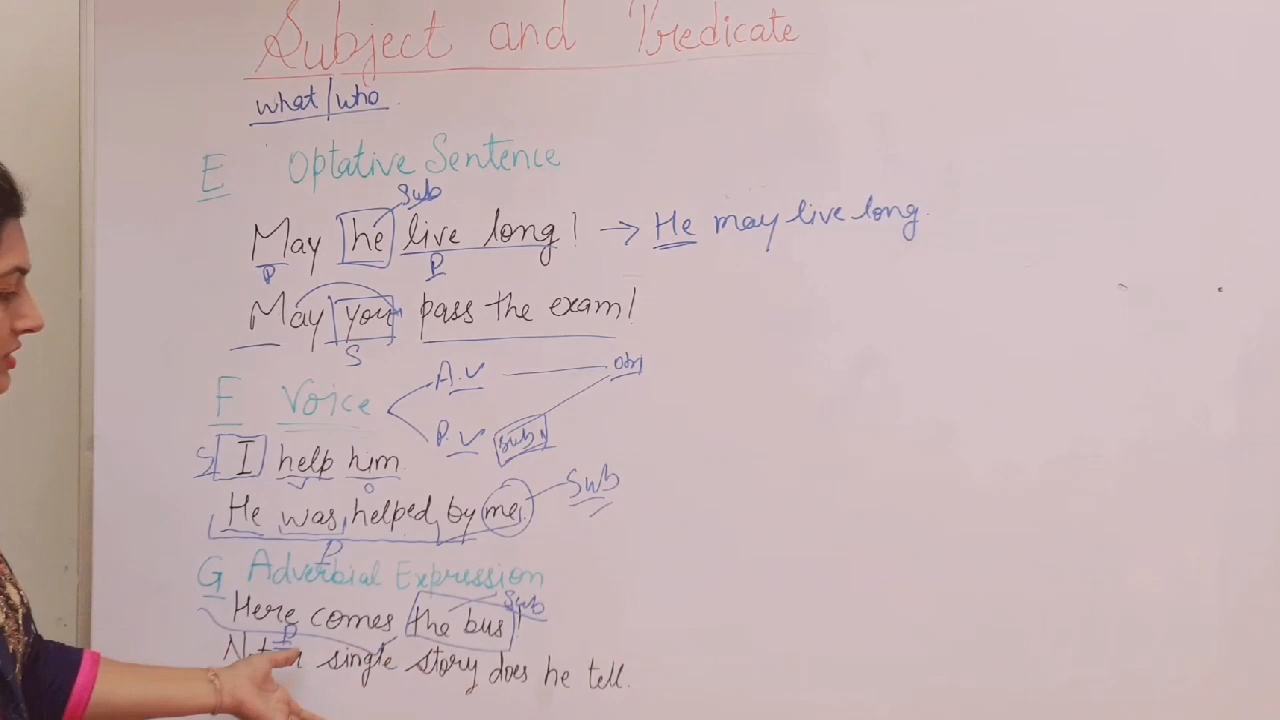 Subject and Predicate
what/who
E Optative Sentence
Sub
May he live long! → He may live long.
P P
May you pass the exam!
S
A.V obj
F Voice
P.V sub
S I help him.
v o
He was helped by me. Sub
P
G Adverbial Expression
Sub
Here comes the bus!
P
Not a single story does he tell.